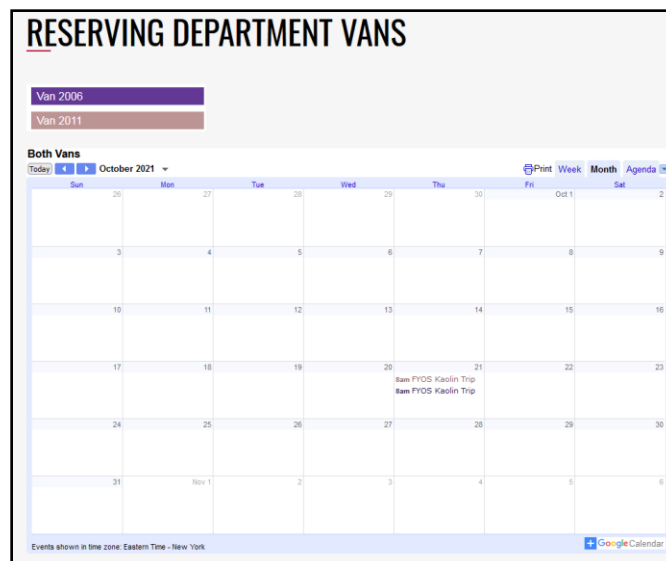 RESERVING DEPARTMENT VANS
Van 2006
Van 2011
Both Vans
Today October 2021 Print Week Month Agenda
Sun Mon Tue Wed Thu Fri Sat
26 27 28 29 30 Oct 1 2
3 4 5 6 7 8 9
10 11 12 13 14 15 16
17 18 19 20 21 22 23
8am FYOS Kaolin Trip
8am FYOS Kaolin Trip
24 25 26 27 28 29 30
31 Nov 1 2 3 4 5 6
Events shown in time zone: Eastern Time - New York
Google Calendar